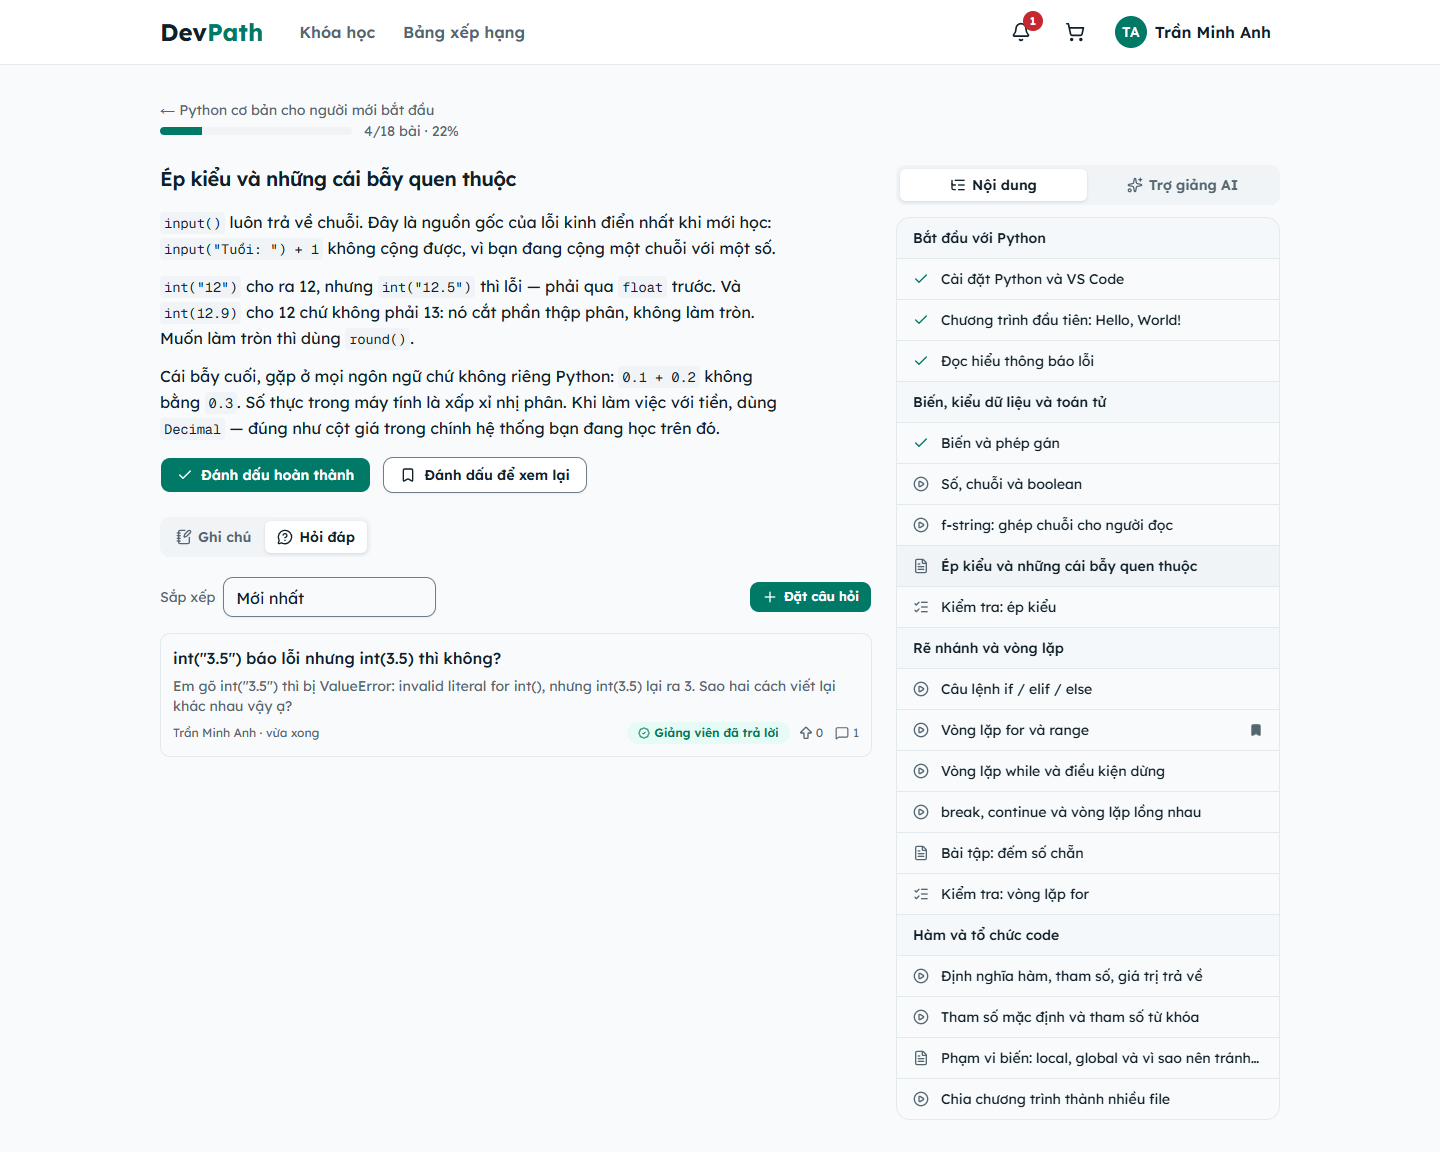 DevPath
Khóa học
Bảng xếp hạng
1
TA
Trần Minh Anh
← Python cơ bản cho người mới bắt đầu
4/18 bài · 22%
Ép kiểu và những cái bẫy quen thuộc
input() luôn trả về chuỗi. Đây là nguồn gốc của lỗi kinh điển nhất khi mới học:
input("Tuổi: ") + 1 không cộng được, vì bạn đang cộng một chuỗi với một số.
int("12") cho ra 12, nhưng int("12.5") thì lỗi — phải qua float trước. Và
int(12.9) cho 12 chứ không phải 13: nó cắt phần thập phân, không làm tròn.
Muốn làm tròn thì dùng round().
Cái bẫy cuối, gặp ở mọi ngôn ngữ chứ không riêng Python: 0.1 + 0.2 không
bằng 0.3. Số thực trong máy tính là xấp xỉ nhị phân. Khi làm việc với tiền, dùng
Decimal — đúng như cột giá trong chính hệ thống bạn đang học trên đó.
Đánh dấu hoàn thành
Đánh dấu để xem lại
Ghi chú
Hỏi đáp
Sắp xếp
Mới nhất
Đặt câu hỏi
int("3.5") báo lỗi nhưng int(3.5) thì không?
Em gõ int("3.5") thì bị ValueError: invalid literal for int(), nhưng int(3.5) lại ra 3. Sao hai cách viết lại
khác nhau vậy ạ?
Trần Minh Anh · vừa xong
Giảng viên đã trả lời
0
1
Nội dung
Trợ giảng AI
Bắt đầu với Python
Cài đặt Python và VS Code
Chương trình đầu tiên: Hello, World!
Đọc hiểu thông báo lỗi
Biến, kiểu dữ liệu và toán tử
Biến và phép gán
Số, chuỗi và boolean
f-string: ghép chuỗi cho người đọc
Ép kiểu và những cái bẫy quen thuộc
Kiểm tra: ép kiểu
Rẽ nhánh và vòng lặp
Câu lệnh if / elif / else
Vòng lặp for và range
Vòng lặp while và điều kiện dừng
break, continue và vòng lặp lồng nhau
Bài tập: đếm số chẵn
Kiểm tra: vòng lặp for
Hàm và tổ chức code
Định nghĩa hàm, tham số, giá trị trả về
Tham số mặc định và tham số từ khóa
Phạm vi biến: local, global và vì sao nên tránh...
Chia chương trình thành nhiều file